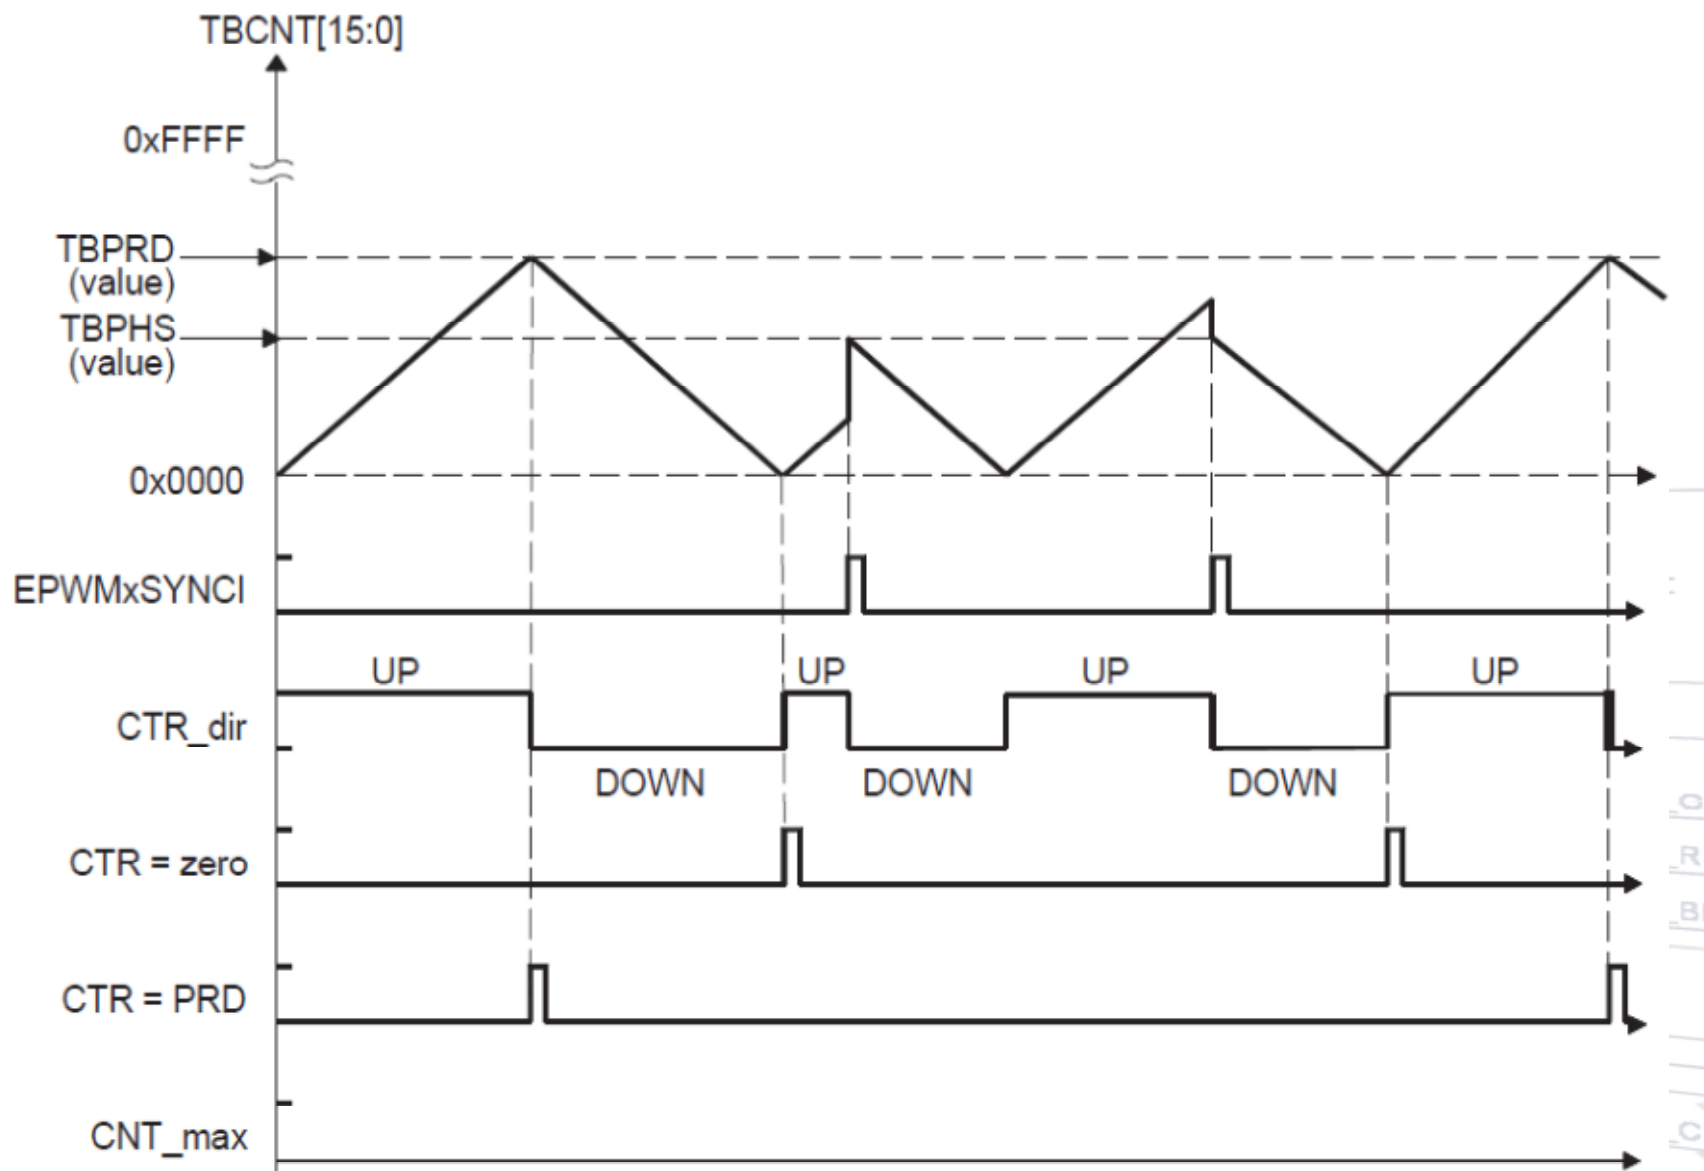 TBCNT[15:0]
0xFFFF
TBPRD
(value)
TBPHS
(value)
0x0000
EPWMxSYNCI
UP UP UP UP
CTR_dir
DOWN DOWN DOWN
CTR = zero
CTR = PRD
CNT_max